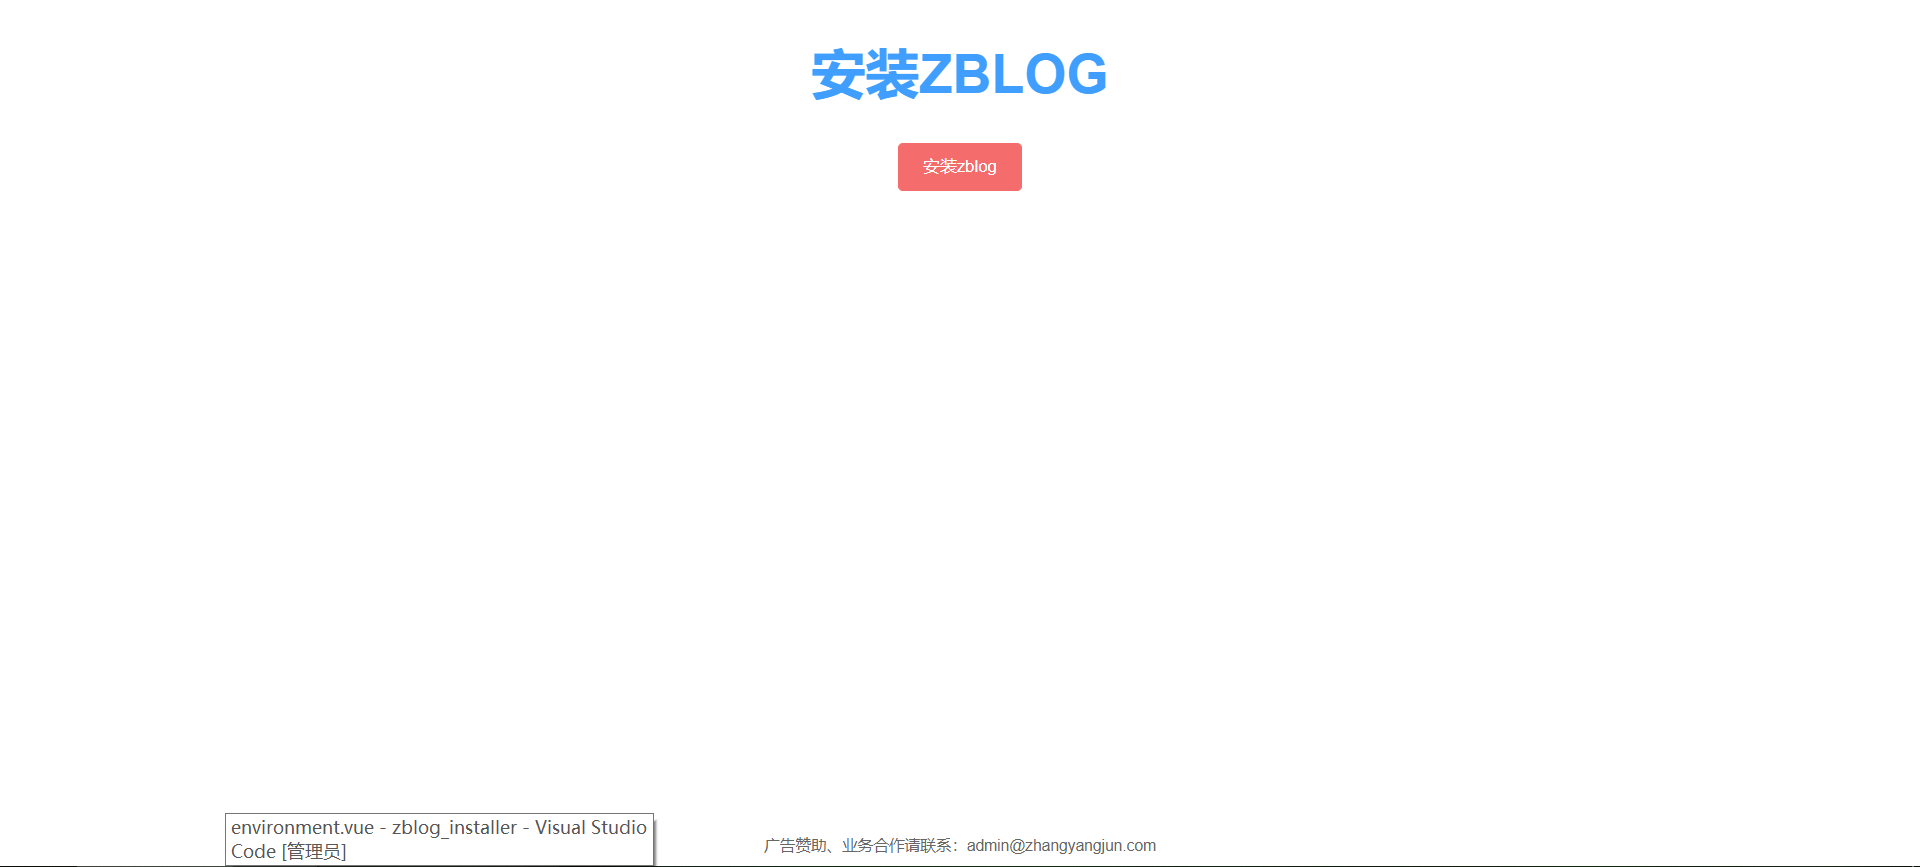 安装ZBLOG
安装zblog
environment.vue - zblog_installer - Visual Studio
Code [管理员]
广告赞助、业务合作请联系：admin@zhangyangjun.com